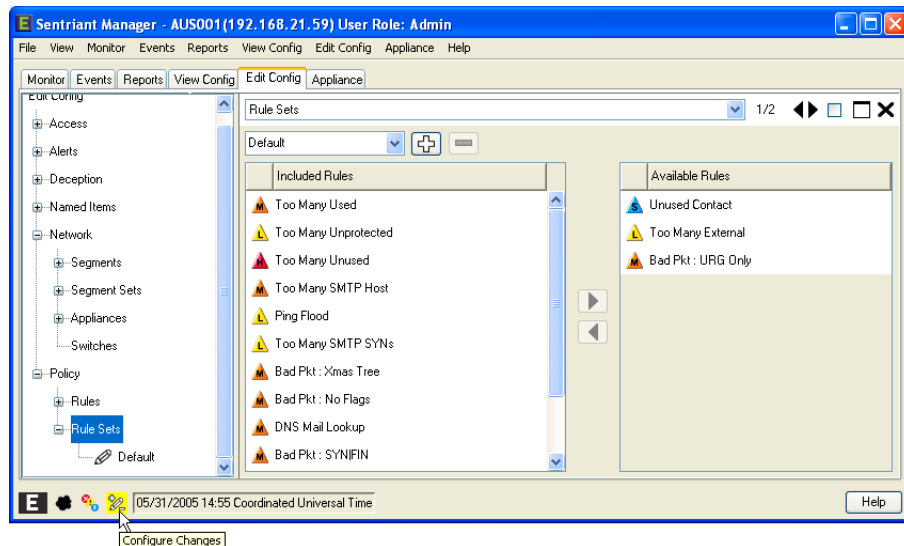 E Sentriant Manager - AUS001(192.168.21.59) User Role: Admin
File View Monitor Events Reports View Config Edit Config Appliance Help
Monitor Events Reports View Config Edit Config Appliance
Edit Config
Access
Alerts
Deception
Named Items
Network
Segments
Segment Sets
Appliances
Switches
Policy
Rules
Rule Sets
Default
Rule Sets 1/2
Default
Included Rules
M Too Many Used
L Too Many Unprotected
H Too Many Unused
M Too Many SMTP Host
L Ping Flood
L Too Many SMTP SYNs
M Bad Pkt : Xmas Tree
M Bad Pkt : No Flags
M DNS Mail Lookup
M Bad Pkt : SYN|FIN
Available Rules
S Unused Contact
L Too Many External
M Bad Pkt : URG Only
E 05/31/2005 14:55 Coordinated Universal Time Help
Configure Changes